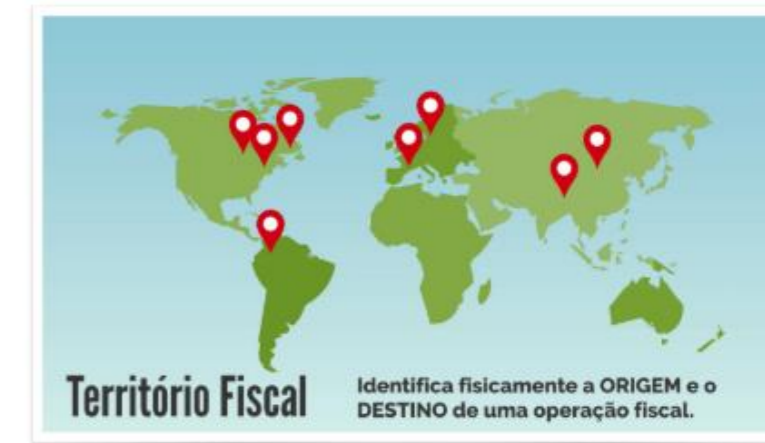 Território Fiscal
Identifica fisicamente a ORIGEM e o
DESTINO de uma operação fiscal.